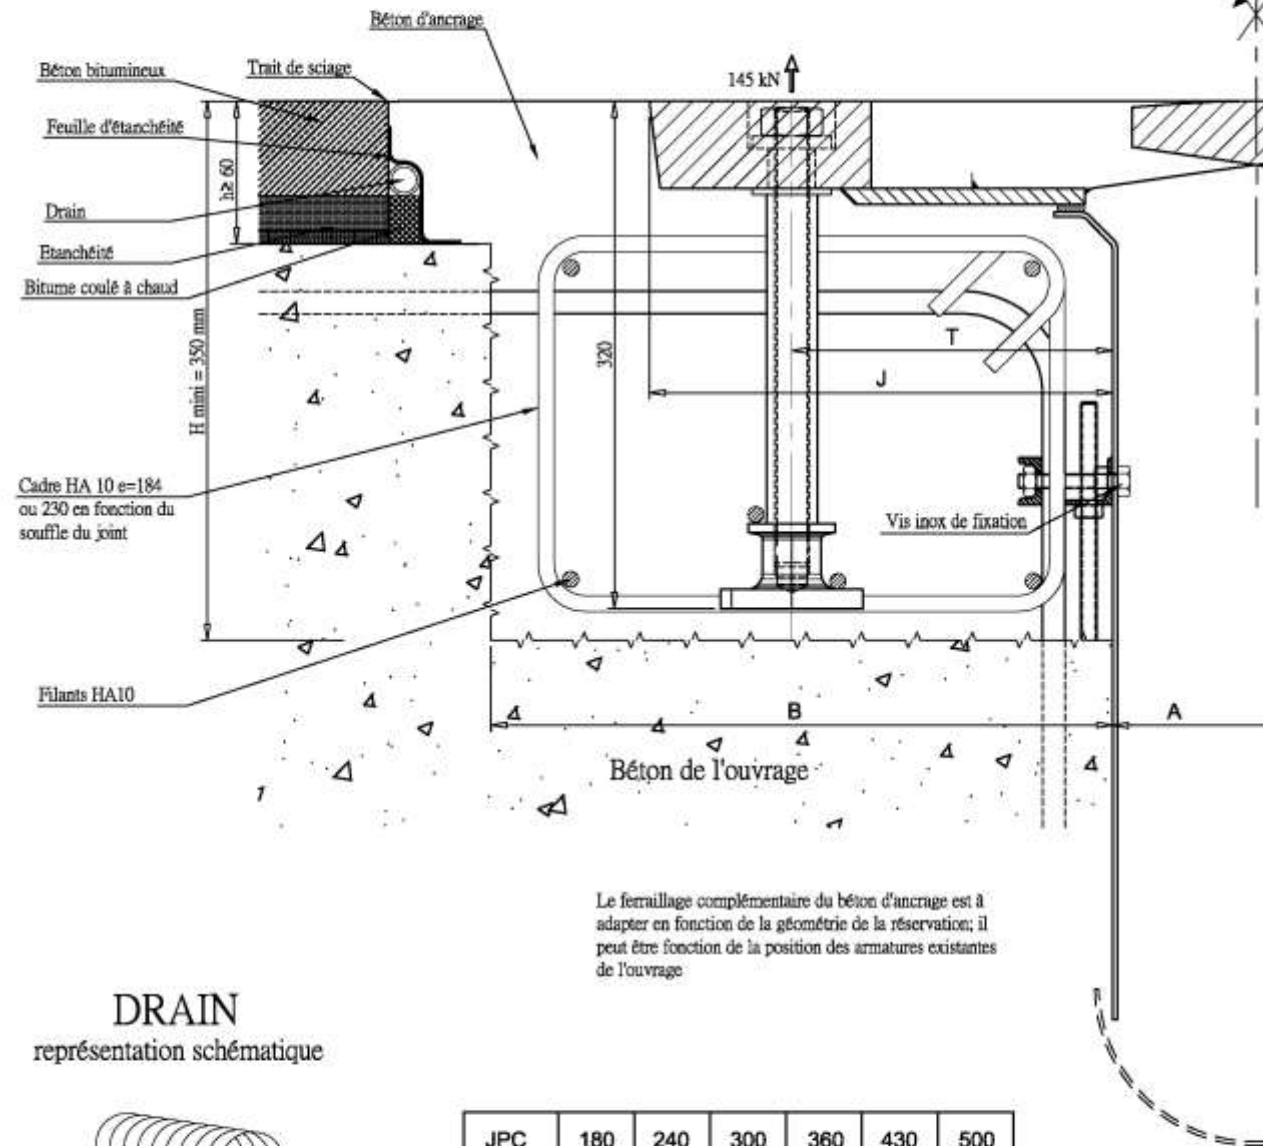 Béton d'ancrage
Béton bitumineux
Trait de sciage
145 kN
Feuille d'étanchéité
h≥ 60
Drain
Etanchéité
Bitume coulé à chaud
H mini = 350 mm
320
T
J
Cadre HA 10 e=184
ou 230 en fonction du
souffle du joint
Vis inox de fixation
Filants HA10
B
A
Béton de l'ouvrage
1
Le ferraillage complémentaire du béton d'ancrage est à
adapter en fonction de la géométrie de la réservation; il
peut être fonction de la position des armatures existantes
de l'ouvrage
DRAIN
représentation schématique
JPC 180 240 300 360 430 500